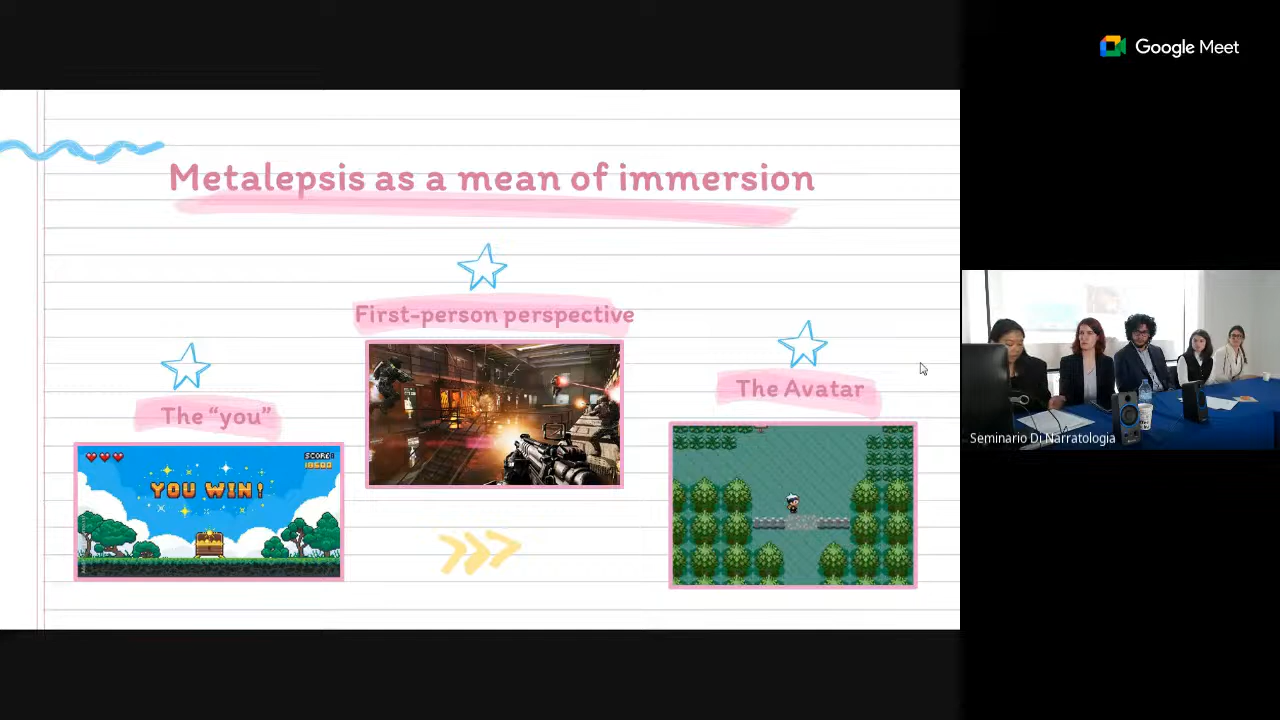 Google Meet
Metalepsis as a mean of immersion
First-person perspective
The Avatar
The “you”
SCORE:
18500
YOU WIN!
Seminario Di Narratologia